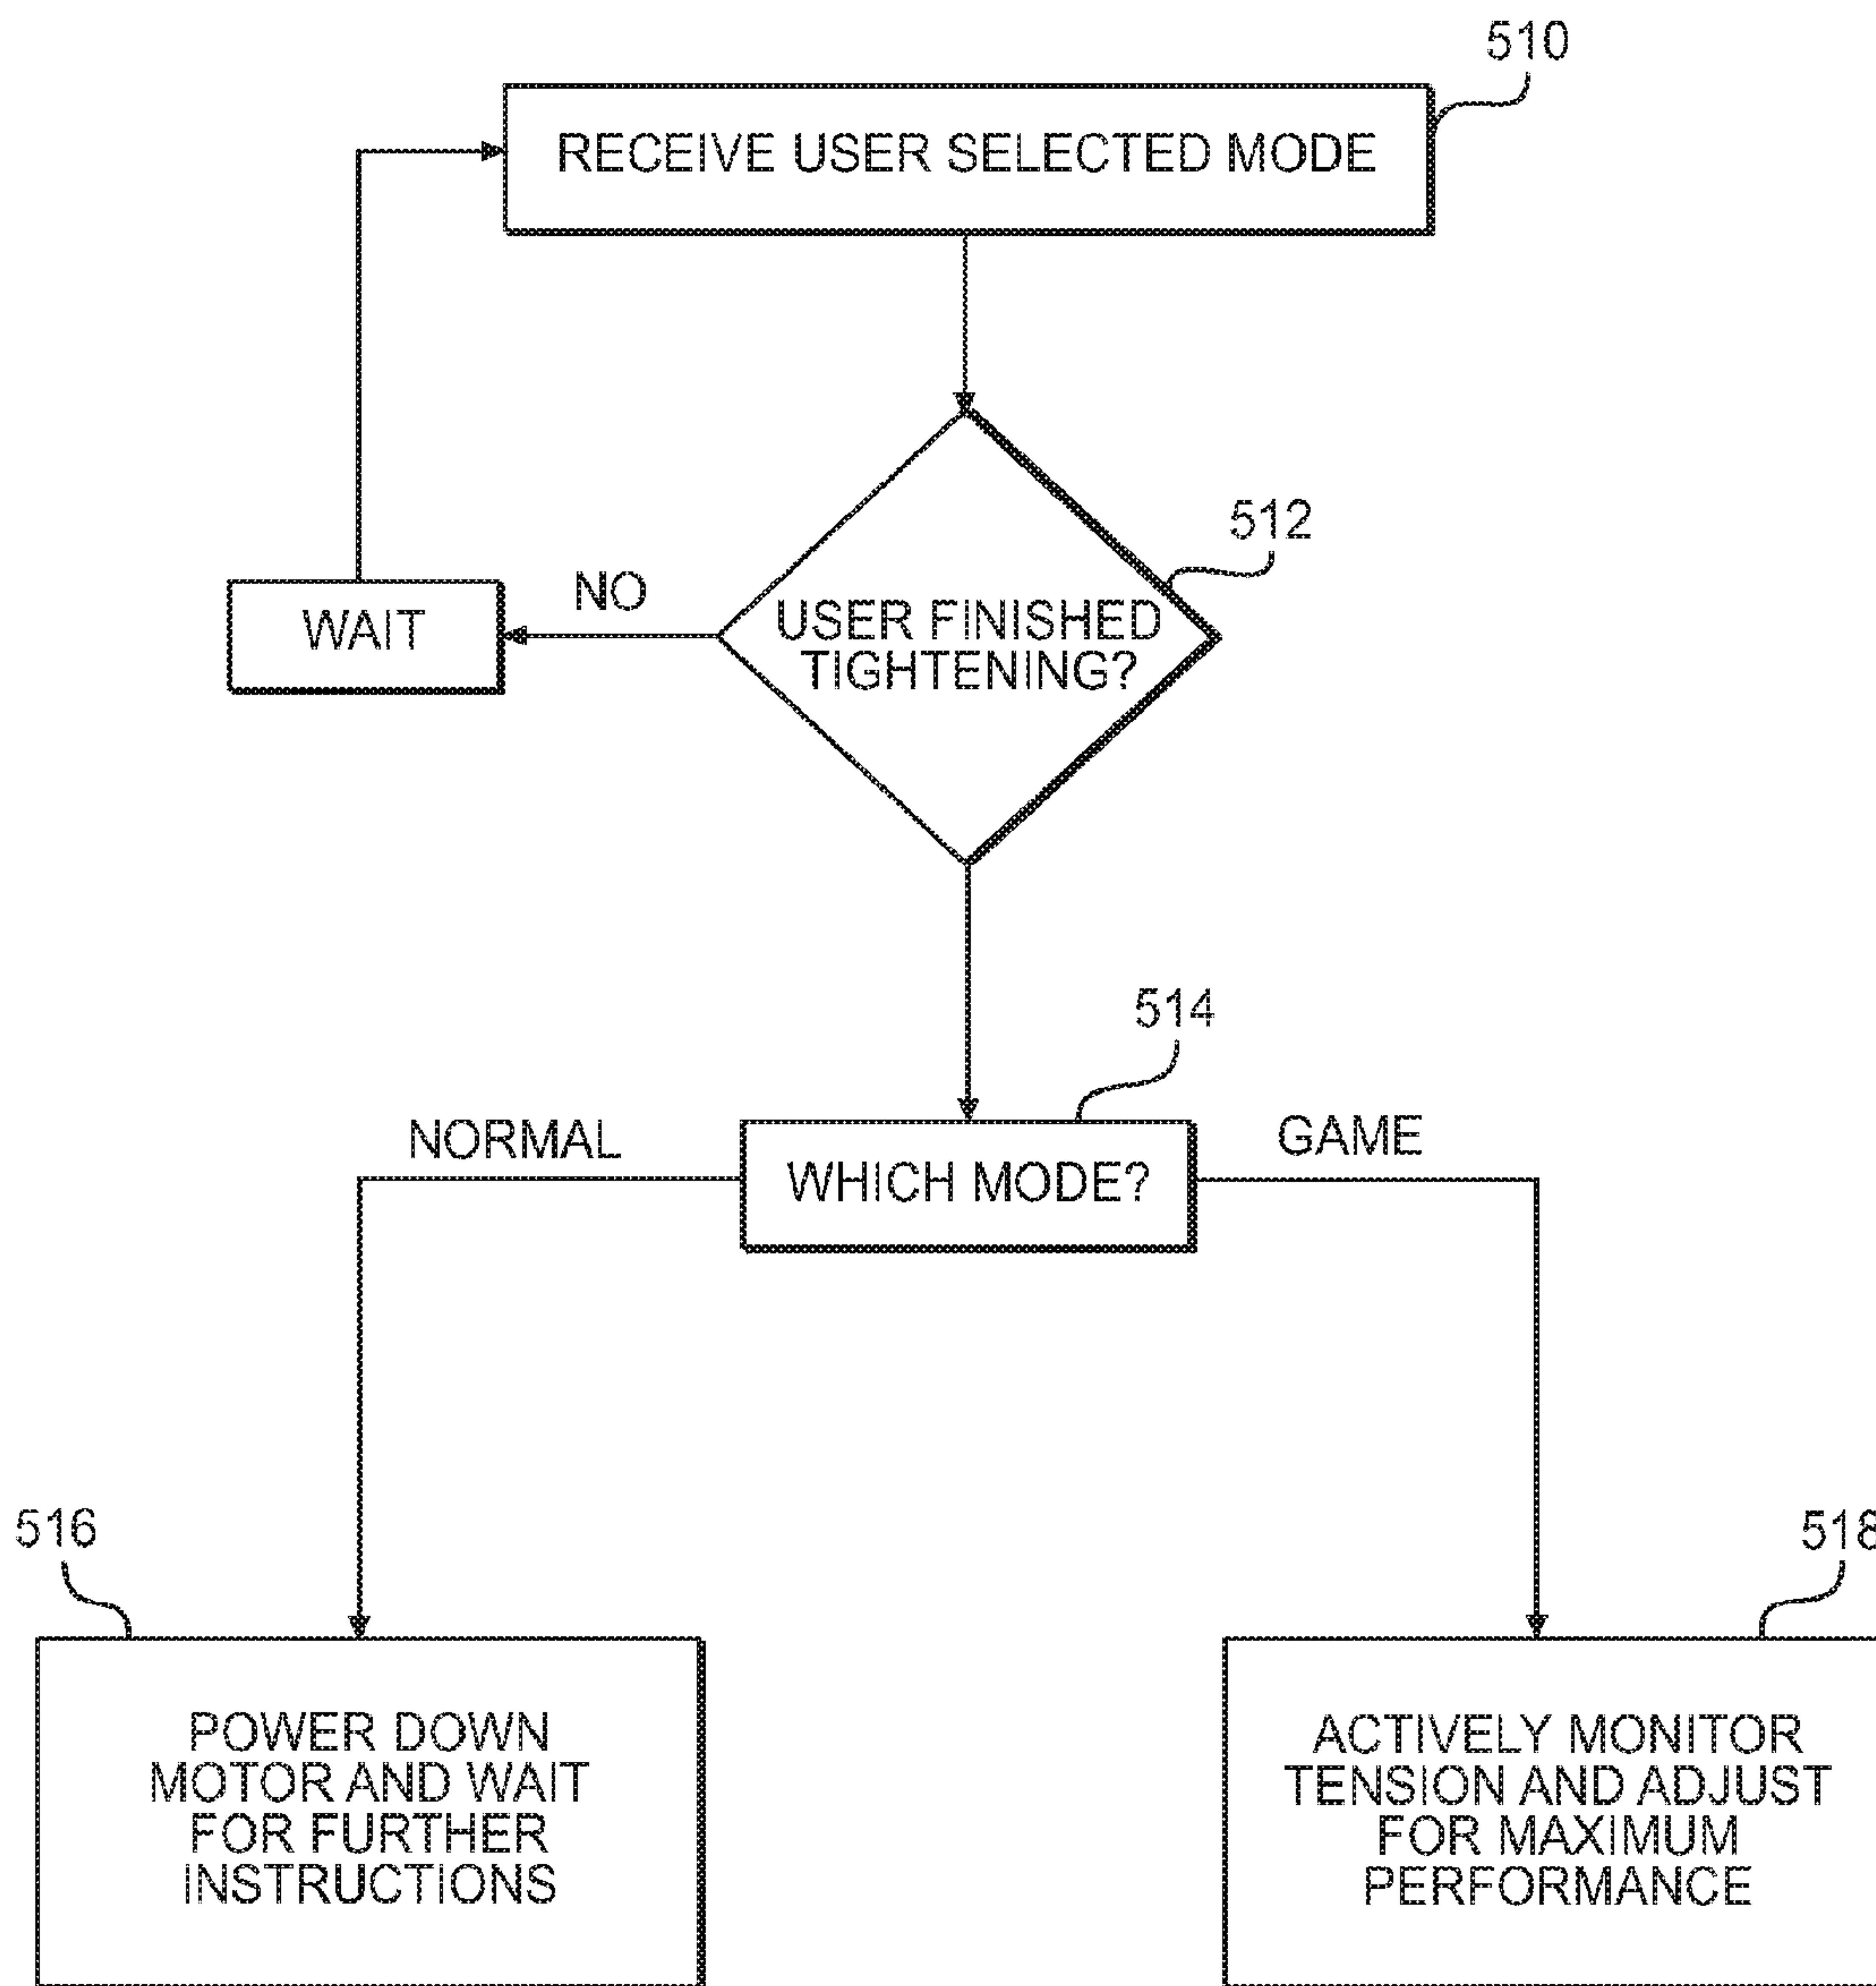 510
RECEIVE USER SELECTED MODE
512
NO
WAIT
USER FINISHED
TIGHTENING?
514
NORMAL
GAME
WHICH MODE?
516
518
POWER DOWN
MOTOR AND WAIT
FOR FURTHER
INSTRUCTIONS
ACTIVELY MONITOR
TENSION AND ADJUST
FOR MAXIMUM
PERFORMANCE